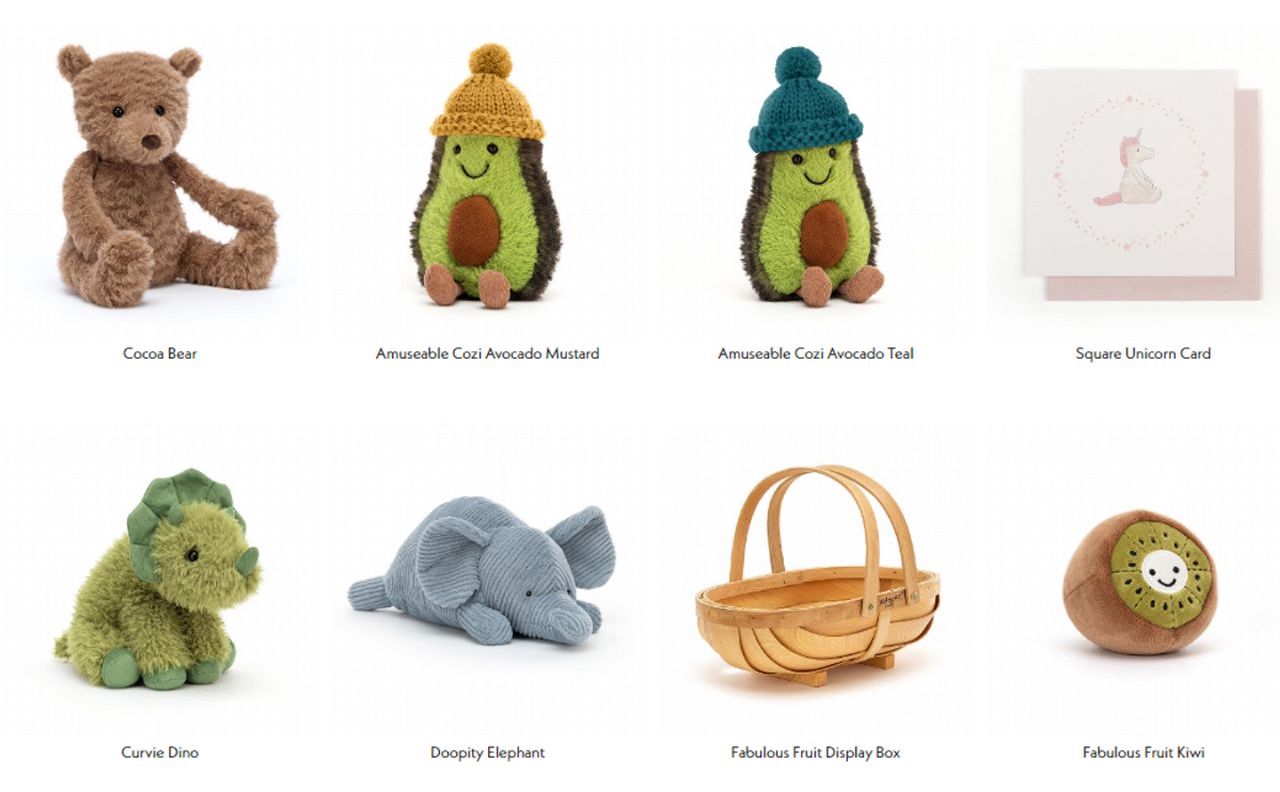 Cocoa Bear
Amuseable Cozi Avocado Mustard
Amuseable Cozi Avocado Teal
Square Unicorn Card
Curvie Dino
Doopity Elephant
Fabulous Fruit Display Box
Fabulous Fruit Kiwi